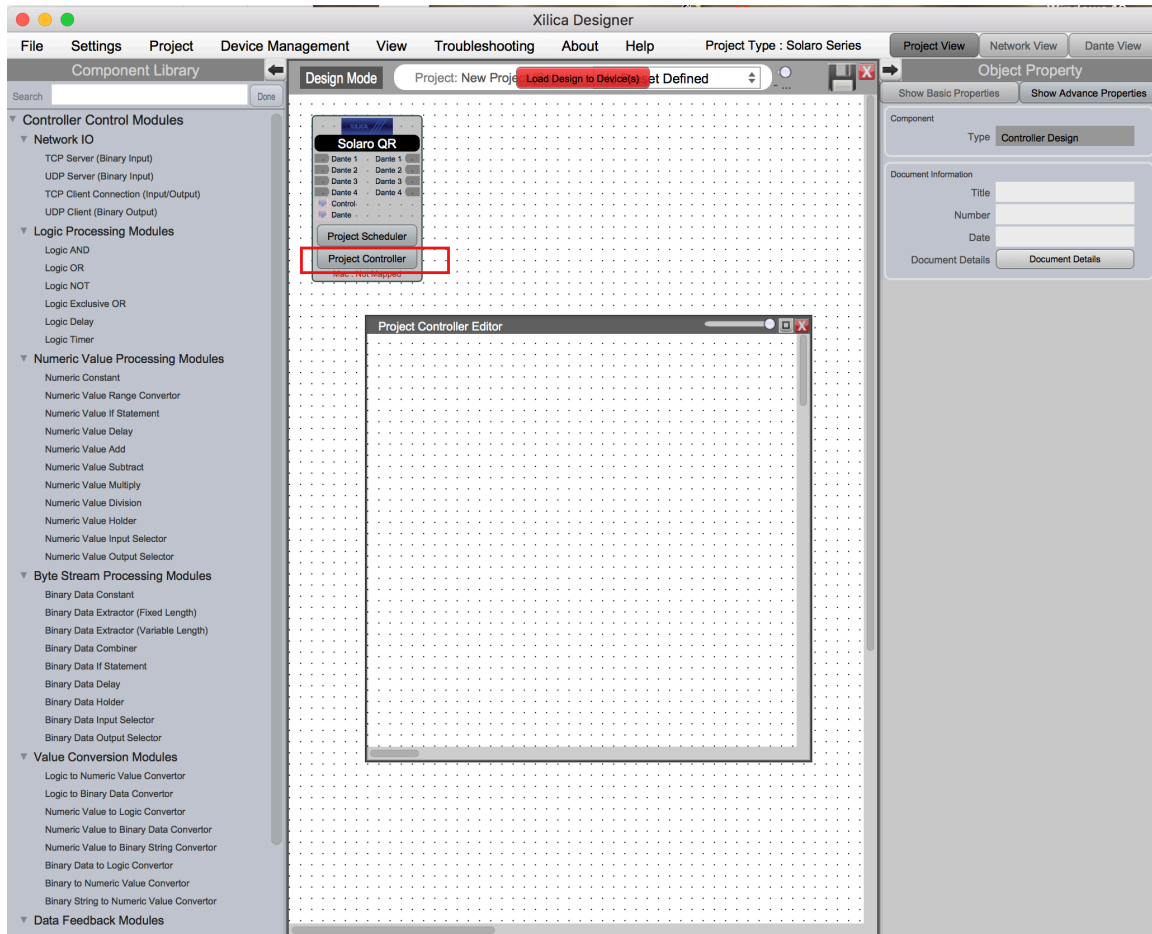 Xilica Designer
File Settings Project Device Management View Troubleshooting About Help Project Type : Solaro Series Project View Network View Dante View
Component Library
Search Done
Controller Control Modules
Network IO
TCP Server (Binary Input)
UDP Server (Binary Input)
TCP Client Connection (Input/Output)
UDP Client (Binary Output)
Logic Processing Modules
Logic AND
Logic OR
Logic NOT
Logic Exclusive OR
Logic Delay
Logic Timer
Numeric Value Processing Modules
Numeric Constant
Numeric Value Range Convertor
Numeric Value If Statement
Numeric Value Delay
Numeric Value Add
Numeric Value Subtract
Numeric Value Multiply
Numeric Value Division
Numeric Value Holder
Numeric Value Input Selector
Numeric Value Output Selector
Byte Stream Processing Modules
Binary Data Constant
Binary Data Extractor (Fixed Length)
Binary Data Extractor (Variable Length)
Binary Data Combiner
Binary Data If Statement
Binary Data Delay
Binary Data Holder
Binary Data Input Selector
Binary Data Output Selector
Value Conversion Modules
Logic to Numeric Value Convertor
Logic to Binary Data Convertor
Numeric Value to Logic Convertor
Numeric Value to Binary Data Convertor
Numeric Value to Binary String Convertor
Binary Data to Logic Convertor
Binary to Numeric Value Convertor
Binary String to Numeric Value Convertor
Data Feedback Modules
Design Mode Project: New Proje Load Design to Device(s) et Defined
XILICA
Solaro QR
Dante 1 Dante 1
Dante 2 Dante 2
Dante 3 Dante 3
Dante 4 Dante 4
Control
Dante
Project Scheduler
Project Controller
Mac : Not Mapped
Project Controller Editor
Object Property
Show Basic Properties Show Advance Properties
Component
Type Controller Design
Document Information
Title
Number
Date
Document Details Document Details